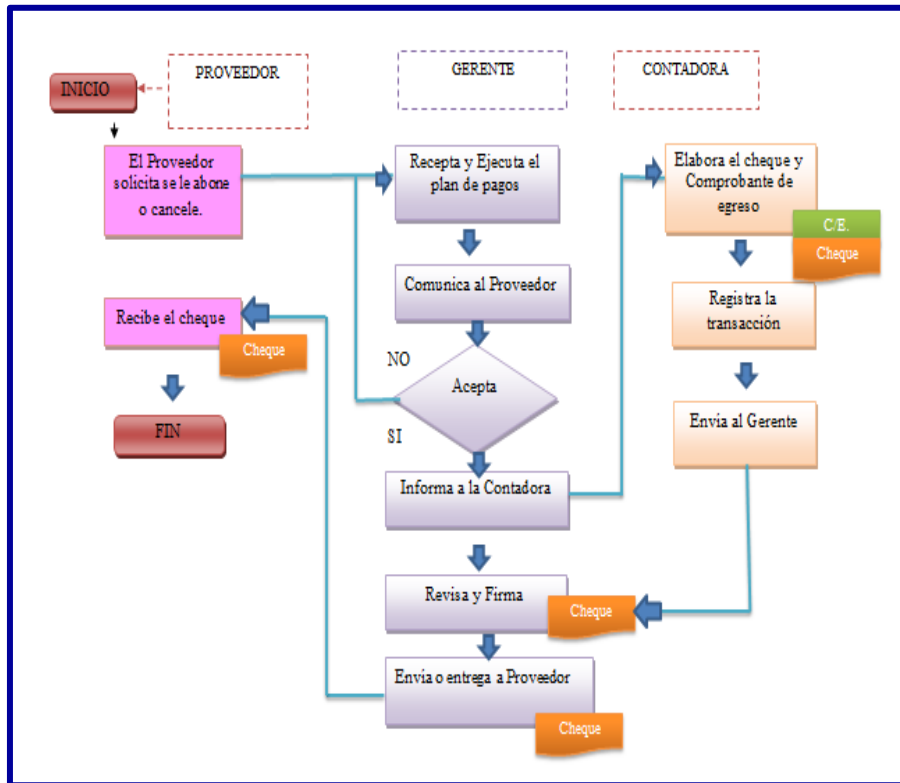 PROVEEDOR
GERENTE
CONTADORA
INICIO
El Proveedor
solicita se le abone
o cancele.
Recepta y Ejecuta el
plan de pagos
Elabora el cheque y
Comprobante de
egreso
C/E.
Cheque
Comunica al Proveedor
Registra la
transacción
Recibe el cheque
Cheque
NO
Acepta
SI
FIN
Envia al Gerente
Informa a la Contadora
Revisa y Firma
Cheque
Envia o entrega a Proveedor
Cheque